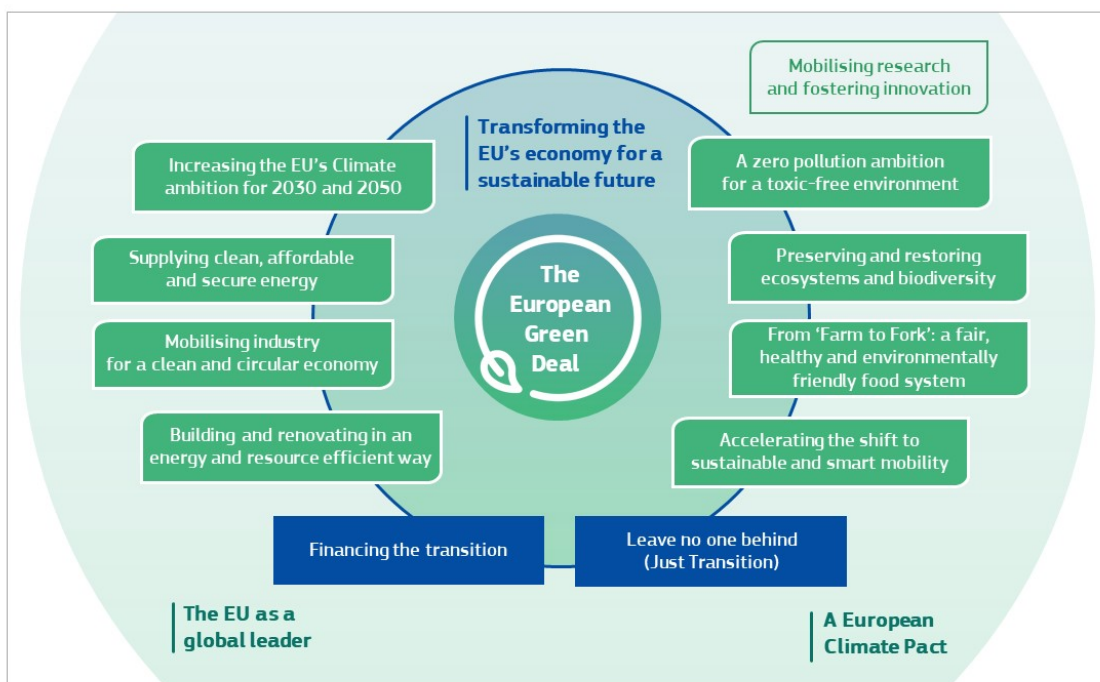 Mobilising research
and fostering innovation
Transforming the
EU's economy for a
sustainable future
Increasing the EU's Climate
ambition for 2030 and 2050
A zero pollution ambition
for a toxic-free environment
Supplying clean, affordable
and secure energy
Preserving and restoring
ecosystems and biodiversity
The
European
Green
Deal
Mobilising industry
for a clean and circular economy
From ‘Farm to Fork’: a fair,
healthy and environmentally
friendly food system
Building and renovating in an
energy and resource efficient way
Accelerating the shift to
sustainable and smart mobility
Financing the transition
Leave no one behind
(Just Transition)
The EU as a
global leader
A European
Climate Pact